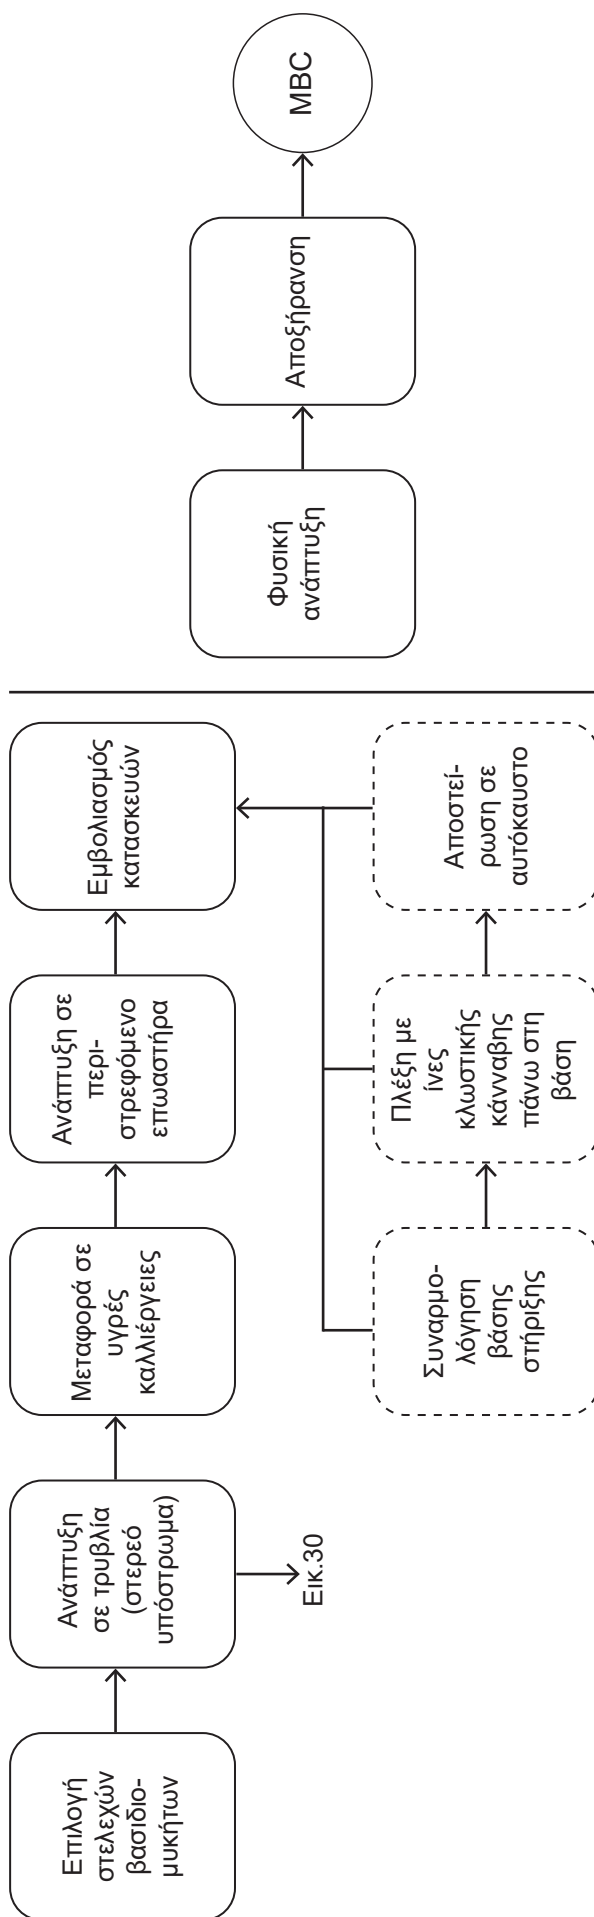 Επιλογή
στελεχών
βασιδιο-
μυκήτων
Ανάπτυξη
σε τρυβλία
(στερεό
υπόστρωμα)
Εικ.30
Μεταφορά σε
υγρές
καλλιέργειες
Ανάπτυξη σε
περι-
στρεφόμενο
επωαστήρα
Εμβολιασμός
κατασκευών
Συναρμο-
λόγηση
βάσης
στήριξης
Πλέξη με
ίνες
κλωστικής
κάνναβης
πάνω στη
βάση
Αποστεί-
ρωση σε
αυτόκαυστο
Φυσική
ανάπτυξη
Αποξήρανση
MBC